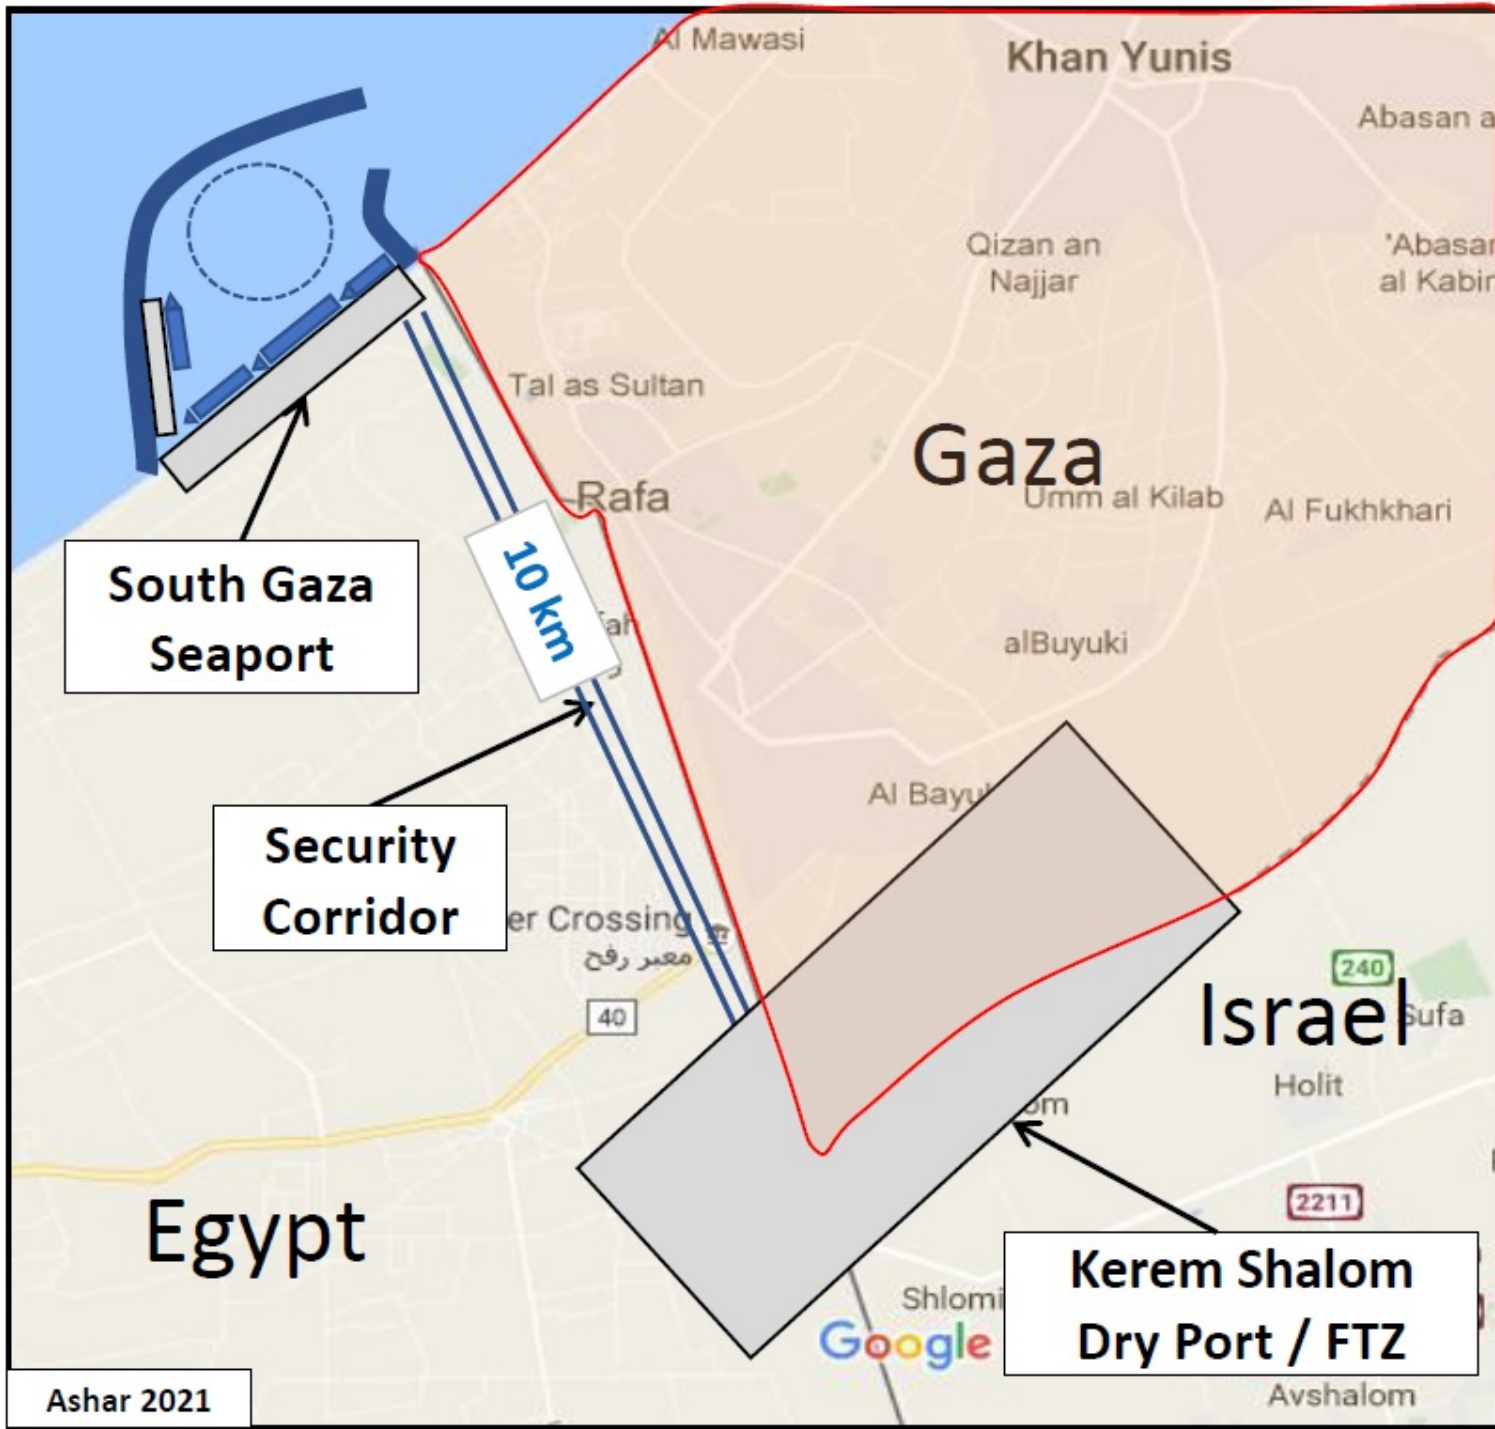 Al Mawasi
Khan Yunis
Abasan a
Qizan an
Najjar
'Abasan
al Kabir
Tal as Sultan
Gaza
Rafa
Umm al Kilab
Al Fukhkhari
10 km
South Gaza
Seaport
alBuyuki
Al Bayu
Security
Corridor
er Crossing
معبر رفح
40
240
Israel
Sufa
Holit
om
2211
Egypt
Kerem Shalom
Dry Port / FTZ
Shlomi
Google
Avshalom
Ashar 2021